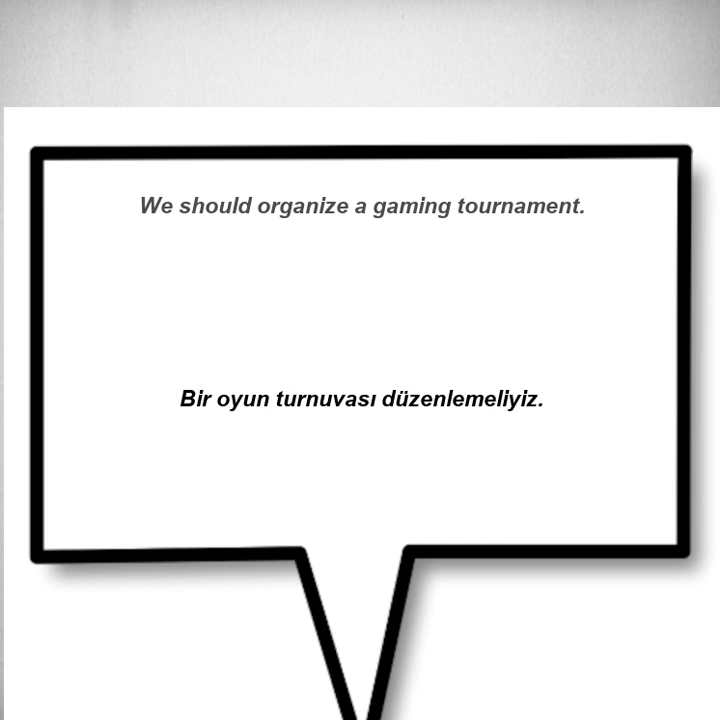 We should organize a gaming tournament.
Bir oyun turnuvası düzenlemeliyiz.